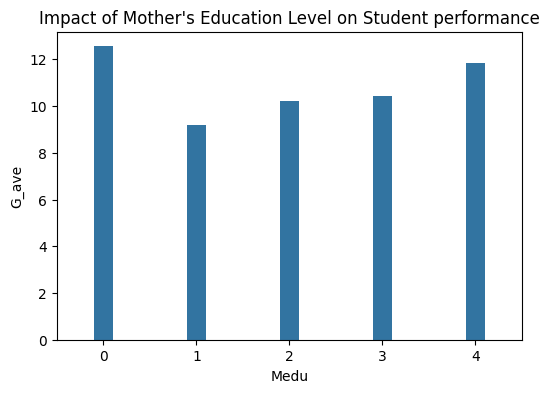 Impact of Mother's Education Level on Student performance
12
10
8
6
4
2
0
G_ave
0 1 2 3 4
Medu